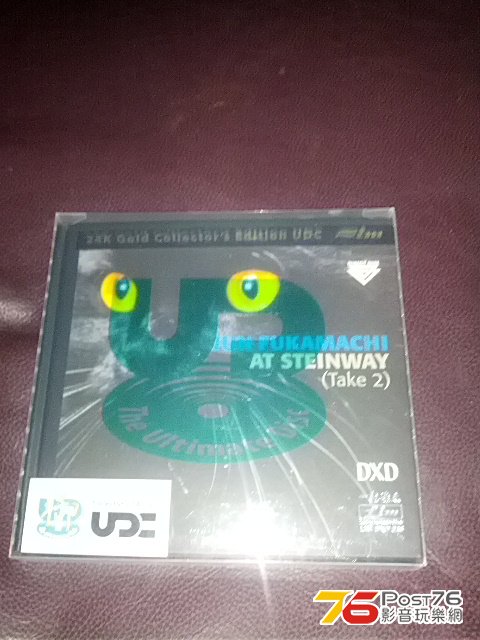 24K Gold Collector's Edition UDC
JUN FUKAMACHI
AT STEINWAY
(Take 2)
The Ultimate Disc
DXD
UDC
76 POST76
影音玩樂網